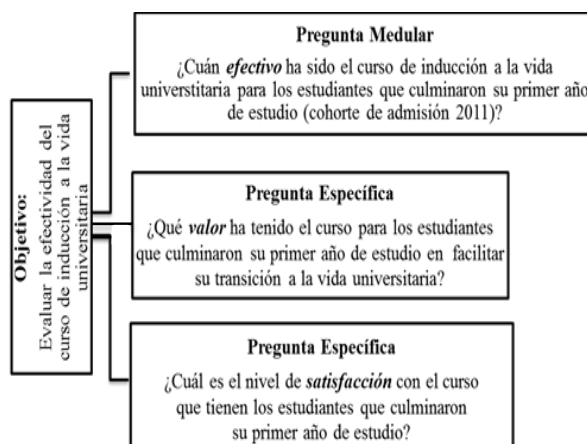 Objetivo:
Evaluar la efectividad del
curso de inducción a la vida
universitaria
Pregunta Medular
¿Cuán efectivo ha sido el curso de inducción a la vida
universtitaria para los estudiantes que culminaron su primer año
de estudio (cohorte de admisión 2011)?
Pregunta Específica
¿Qué valor ha tenido el curso para los estudiantes
que culminaron su primer año de estudio en facilitar
su transición a la vida universitaria?
Pregunta Específica
¿Cuál es el nivel de satisfacción con el curso
que tienen los estudiantes que culminaron
su primer año de estudio?